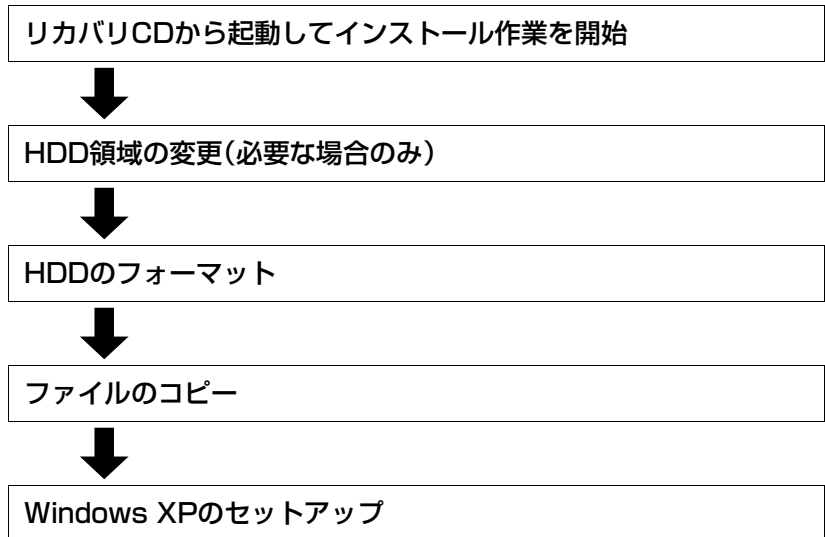 リカバリCDから起動してインストール作業を開始
HDD領域の変更(必要な場合のみ)
HDDのフォーマット
ファイルのコピー
Windows XPのセットアップ